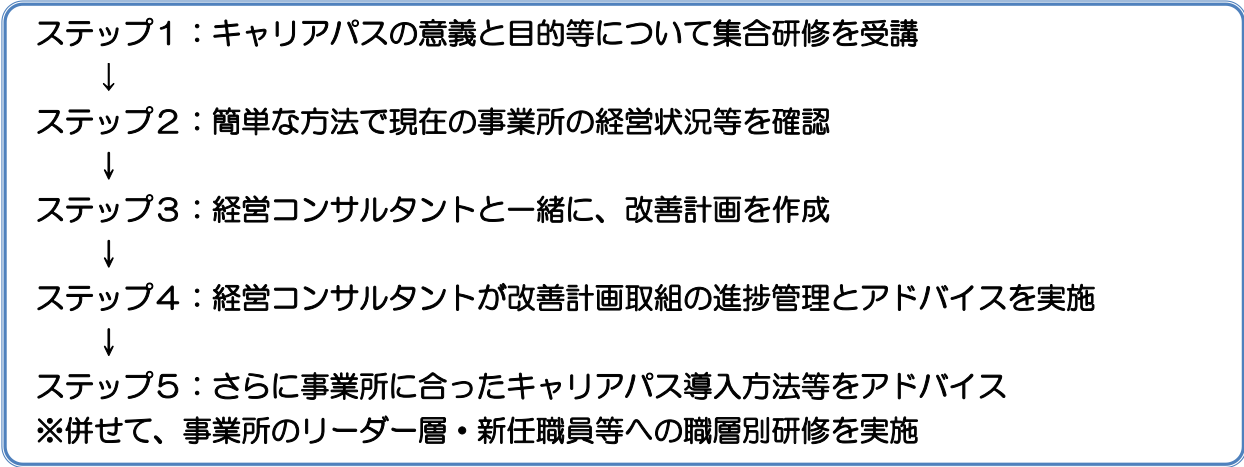 ステップ１：キャリアパスの意義と目的等について集合研修を受講
↓
ステップ２：簡単な方法で現在の事業所の経営状況等を確認
↓
ステップ３：経営コンサルタントと一緒に、改善計画を作成
↓
ステップ４：経営コンサルタントが改善計画取組の進捗管理とアドバイスを実施
↓
ステップ５：さらに事業所に合ったキャリアパス導入方法等をアドバイス
※併せて、事業所のリーダー層・新任職員等への職層別研修を実施